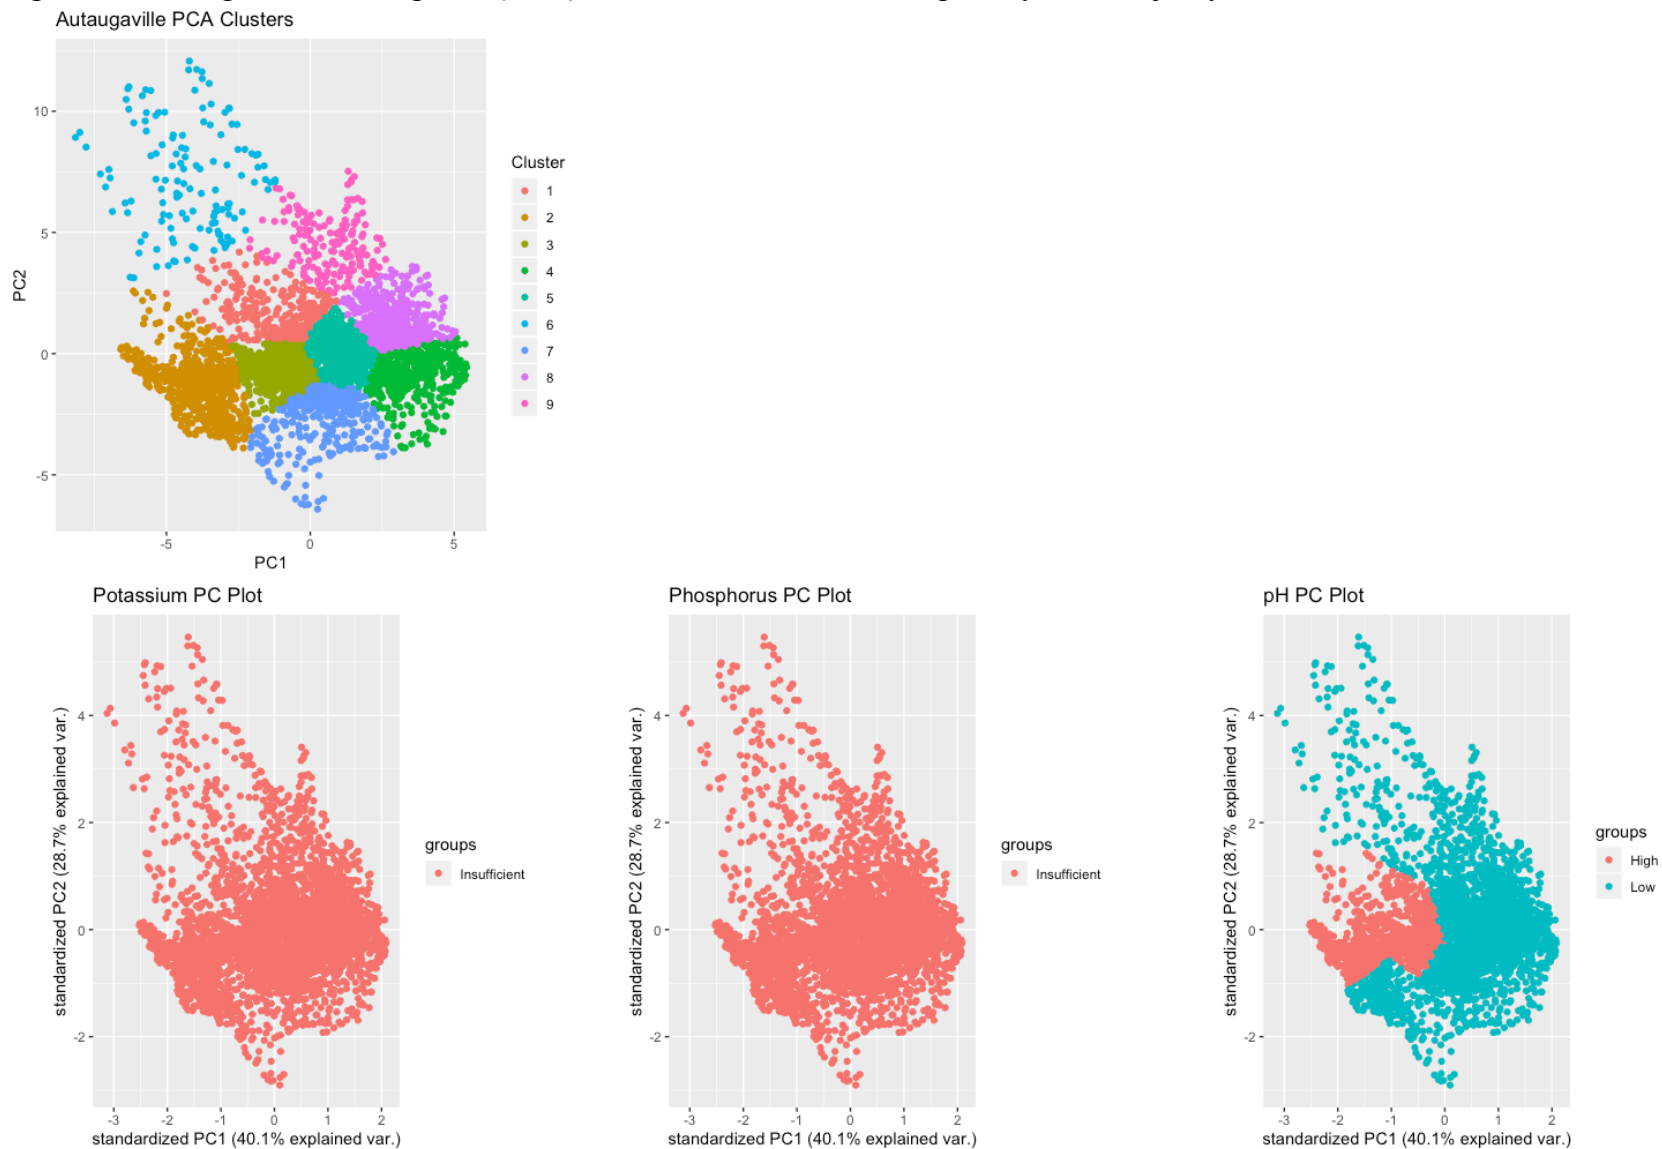 Autaugaville PCA Clusters
10
5
0
-5
PC2
-5 0 5
PC1
Cluster
1
2
3
4
5
6
7
8
9
Potassium PC Plot
4
2
0
-2
standardized PC2 (28.7% explained var.)
-3 -2 -1 0 1 2
standardized PC1 (40.1% explained var.)
groups
Insufficient
Phosphorus PC Plot
4
2
0
-2
standardized PC2 (28.7% explained var.)
-3 -2 -1 0 1 2
standardized PC1 (40.1% explained var.)
groups
Insufficient
pH PC Plot
4
2
0
-2
standardized PC2 (28.7% explained var.)
-3 -2 -1 0 1 2
standardized PC1 (40.1% explained var.)
groups
High
Low